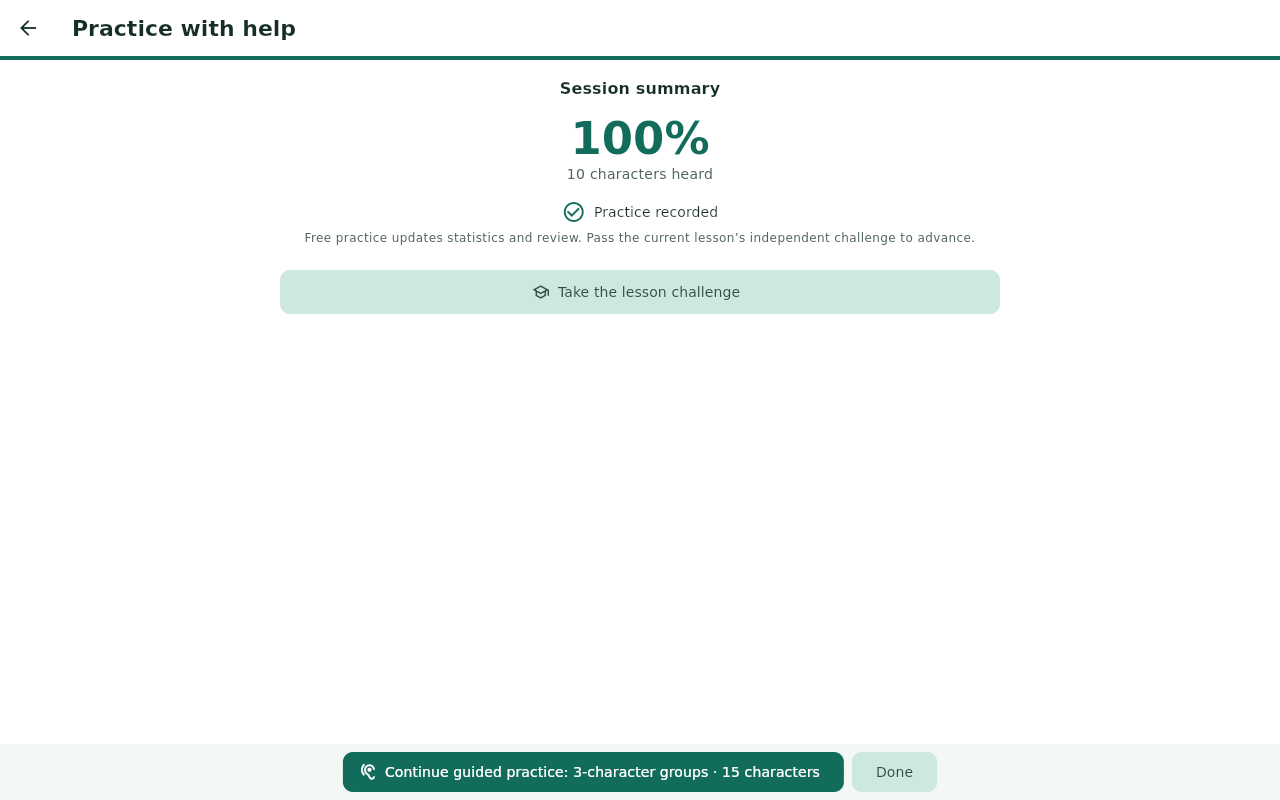 Practice with help
Session summary
100%
10 characters heard
Practice recorded
Free practice updates statistics and review. Pass the current lesson’s independent challenge to advance.
Take the lesson challenge
Continue guided practice: 3-character groups · 15 characters
Done